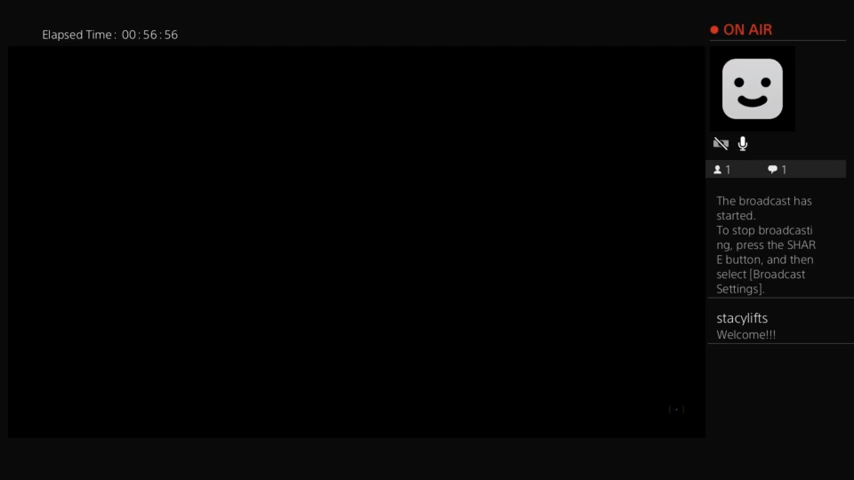 Elapsed Time: 00:56:56
ON AIR
1 1
The broadcast has
started.
To stop broadcasti
ng, press the SHAR
E button, and then
select [Broadcast
Settings].
stacylifts
Welcome!!!